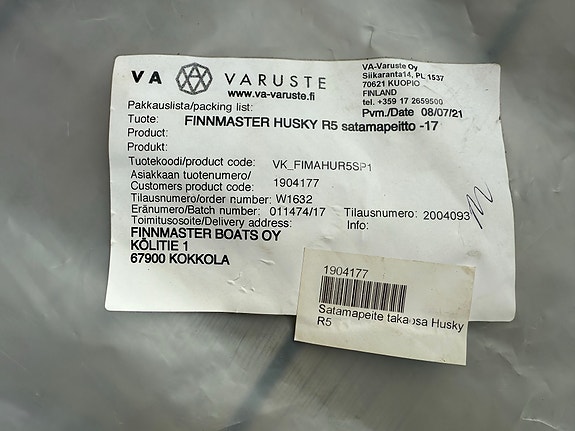 VA VARUSTE
www.va-varuste.fi
VA-Varuste Oy
Siikaranta14, PL 1537
70621 KUOPIO
FINLAND
tel. +359 17 2659500
Pvm./Date 08/07/21
Pakkauslista/packing list:
Tuote: FINNMASTER HUSKY R5 satamapeitto -17
Product:
Produkt:
Tuotekoodi/product code: VK_FIMAHUR5SP1
Asiakkaan tuotenumero/
Customers product code: 1904177
Tilausnumero/order number: W1632
Eränumero/Batch number: 011474/17 Tilausnumero: 2004093
Toimitusosoite/Delivery address: Info:
FINNMASTER BOATS OY
KÖLITIE 1
67900 KOKKOLA
1904177
Satamapeite takaosa Husky
R5